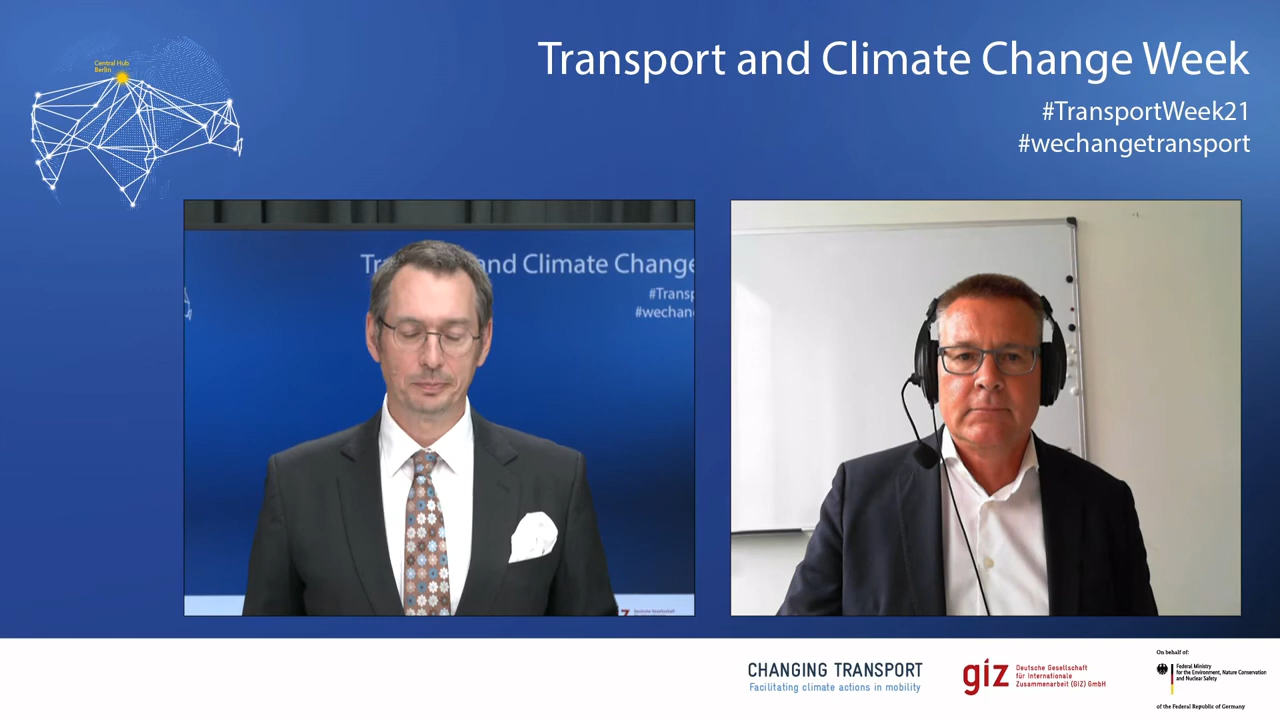 Central Hub
Berlin
Transport and Climate Change Week
#TransportWeek21
#wechangetransport
and Climate Change
#Transp
#wechan
CHANGING TRANSPORT
Facilitating climate actions in mobility
giz
Deutsche Gesellschaft
für Internationale
Zusammenarbeit (GIZ) GmbH
On behalf of:
Federal Ministry
for the Environment, Nature Conservation
and Nuclear Safety
of the Federal Republic of Germany